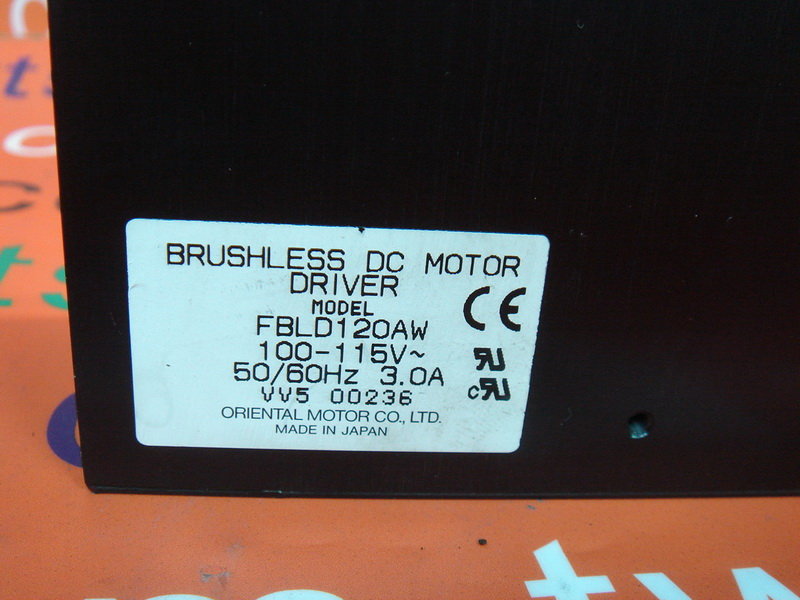 BRUSHLESS DC MOTOR
DRIVER
MODEL
FBLD120AW
100-115V~
50/60Hz 3.0A
VV5 00236
ORIENTAL MOTOR CO., LTD.
MADE IN JAPAN
CE